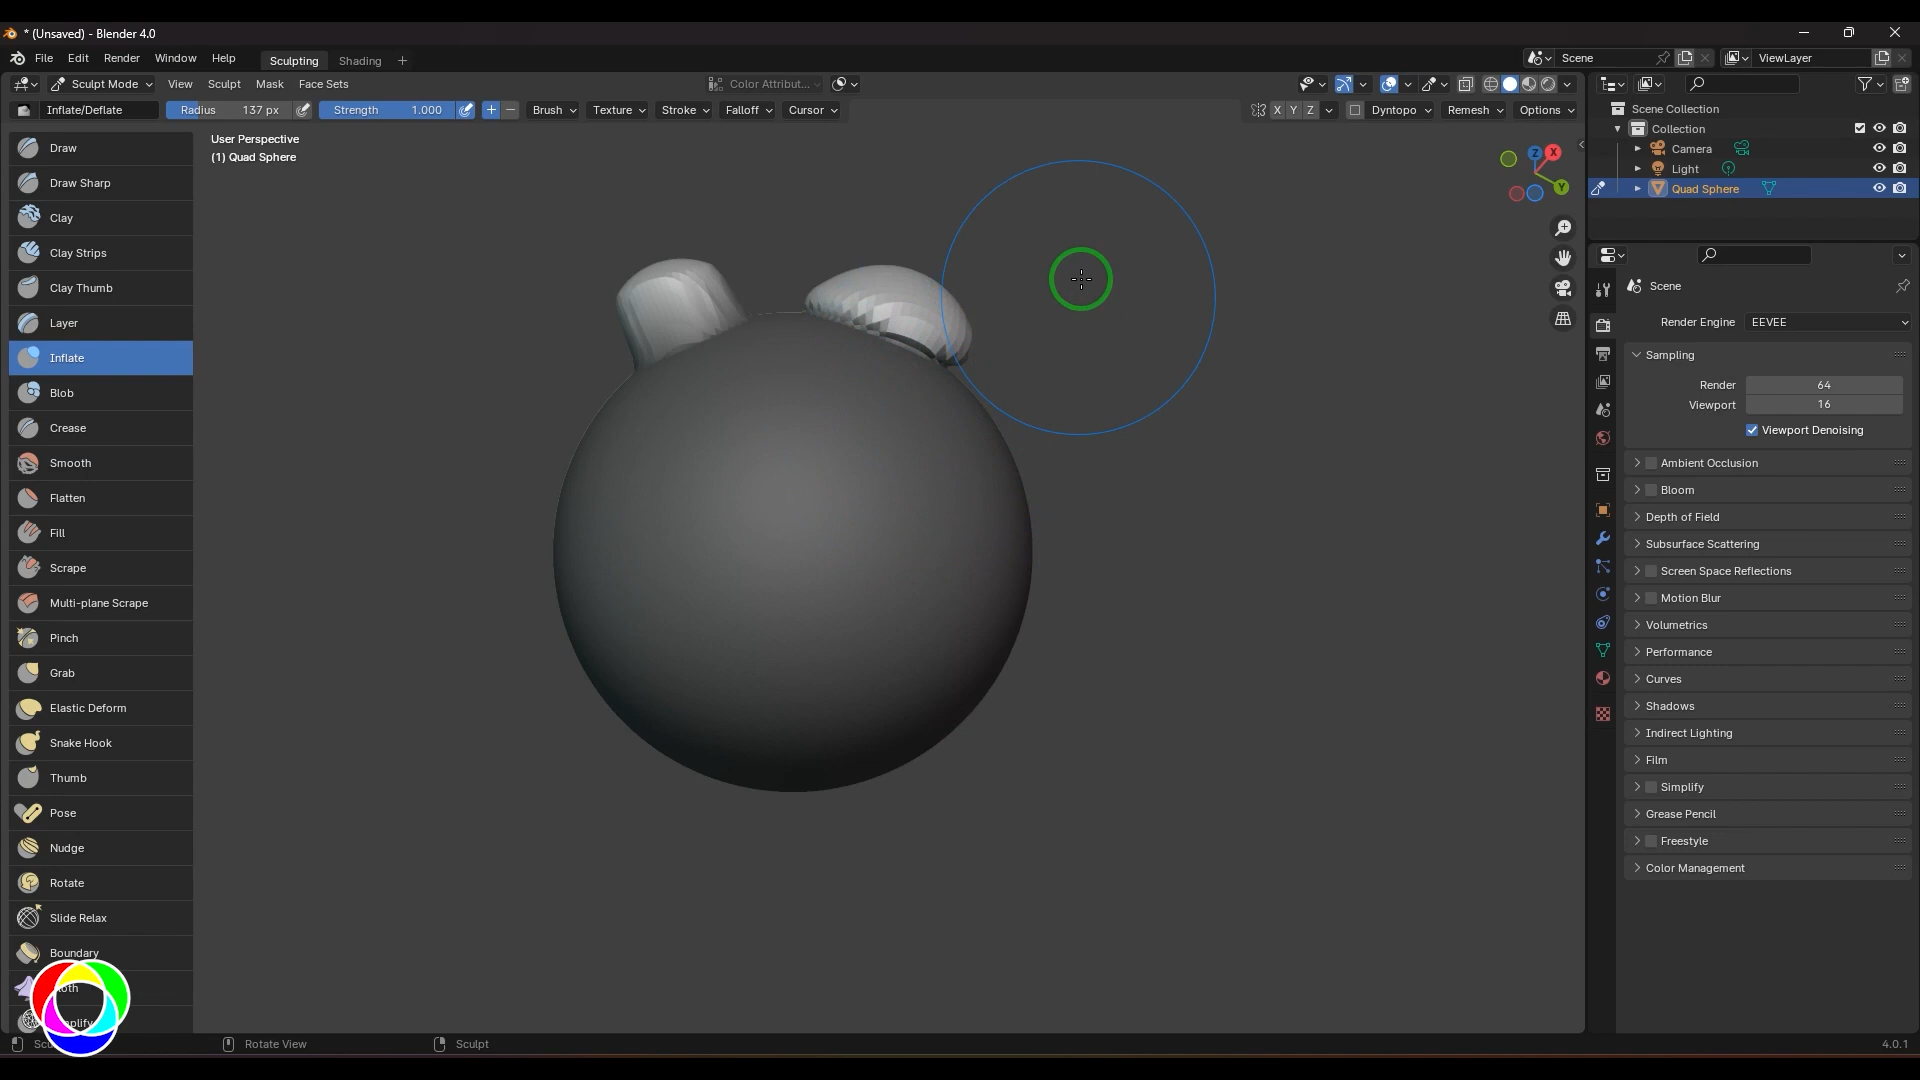 * (Unsaved) - Blender 4.0
File Edit Render Window Help Sculpting Shading + Scene ViewLayer
Sculpt Mode View Sculpt Mask Face Sets Color Attribut...
Inflate/Deflate Radius 137 px Strength 1.000 Brush Texture Stroke Falloff Cursor X Y Z Dyntopo Remesh Options
User Perspective
(1) Quad Sphere
Draw
Draw Sharp
Clay
Clay Strips
Clay Thumb
Layer
Inflate
Blob
Crease
Smooth
Flatten
Fill
Scrape
Multi-plane Scrape
Pinch
Grab
Elastic Deform
Snake Hook
Thumb
Pose
Nudge
Rotate
Slide Relax
Boundary
Z X Y
Scene Collection
Collection
Camera
Light
Quad Sphere
Scene
Render Engine EEVEE
Sampling
Render 64
Viewport 16
Viewport Denoising
Ambient Occlusion
Bloom
Depth of Field
Subsurface Scattering
Screen Space Reflections
Motion Blur
Volumetrics
Performance
Curves
Shadows
Indirect Lighting
Film
Simplify
Grease Pencil
Freestyle
Color Management
Rotate View Sculpt 4.0.1